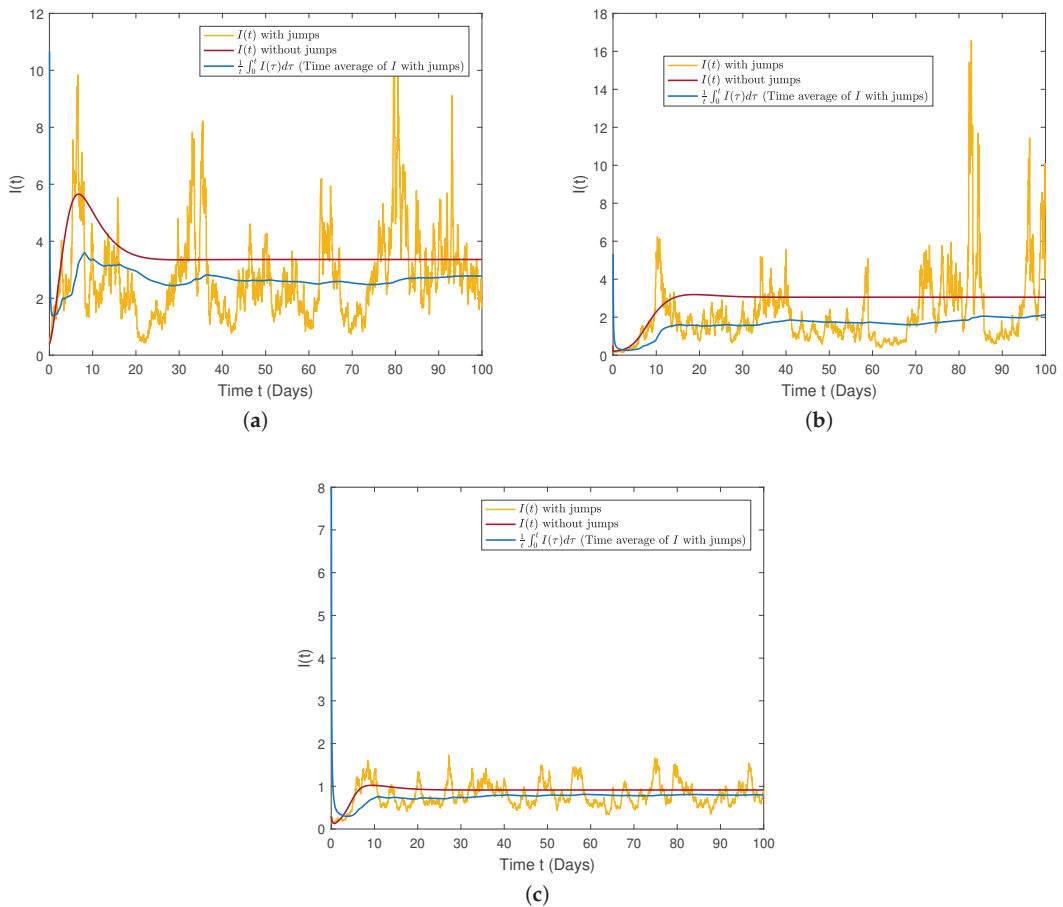 12
10
8
6
4
2
0
I(t)
I(t) with jumps
I(t) without jumps
1/t ∫₀ᵗ I(τ)dτ (Time average of I with jumps)
0 10 20 30 40 50 60 70 80 90 100
Time t (Days)
(a)
18
16
14
12
10
8
6
4
2
0
I(t)
I(t) with jumps
I(t) without jumps
1/t ∫₀ᵗ I(τ)dτ (Time average of I with jumps)
0 10 20 30 40 50 60 70 80 90 100
Time t (Days)
(b)
8
7
6
5
4
3
2
1
0
I(t)
I(t) with jumps
I(t) without jumps
1/t ∫₀ᵗ I(τ)dτ (Time average of I with jumps)
0 10 20 30 40 50 60 70 80 90 100
Time t (Days)
(c)